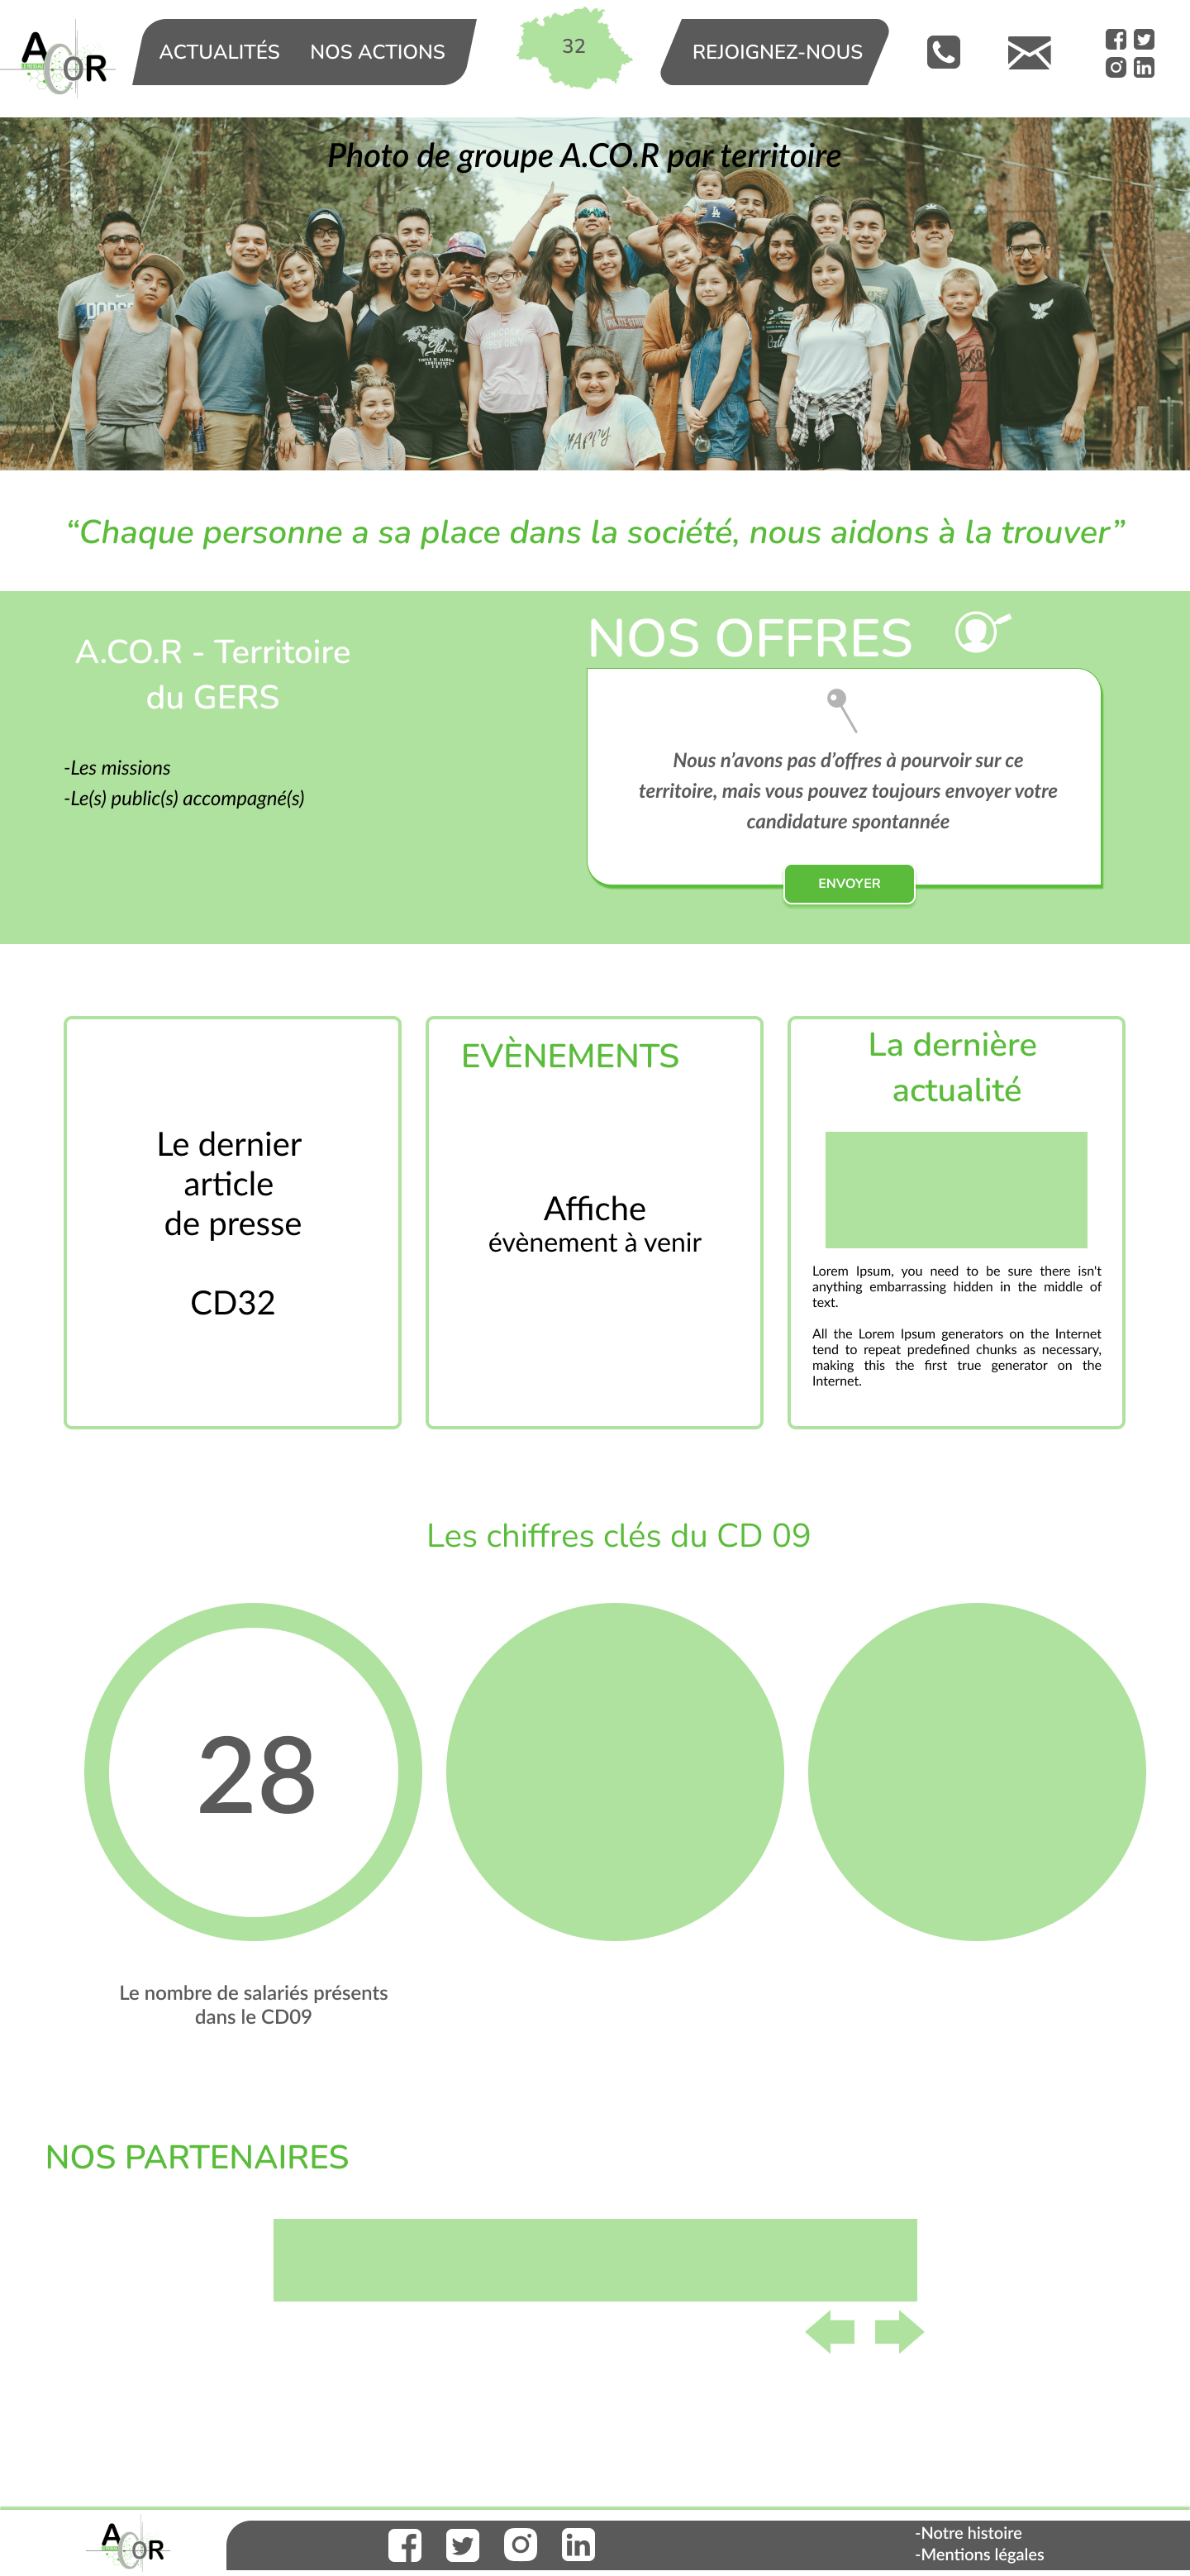 ACOR
ACTUALITÉS NOS ACTIONS
32
REJOIGNEZ-NOUS
Photo de groupe A.CO.R par territoire
“Chaque personne a sa place dans la société, nous aidons à la trouver”
A.CO.R - Territoire
du GERS
-Les missions
-Le(s) public(s) accompagné(s)
NOS OFFRES
Nous n’avons pas d’offres à pourvoir sur ce
territoire, mais vous pouvez toujours envoyer votre
candidature spontannée
ENVOYER
Le dernier
article
de presse
CD32
EVÈNEMENTS
Affiche
évènement à venir
La dernière
actualité
Lorem Ipsum, you need to be sure there isn't
anything embarrassing hidden in the middle of
text.
All the Lorem Ipsum generators on the Internet
tend to repeat predefined chunks as necessary,
making this the first true generator on the
Internet.
Les chiffres clés du CD 09
28
Le nombre de salariés présents
dans le CD09
NOS PARTENAIRES
ACOR
-Notre histoire
-Mentions légales